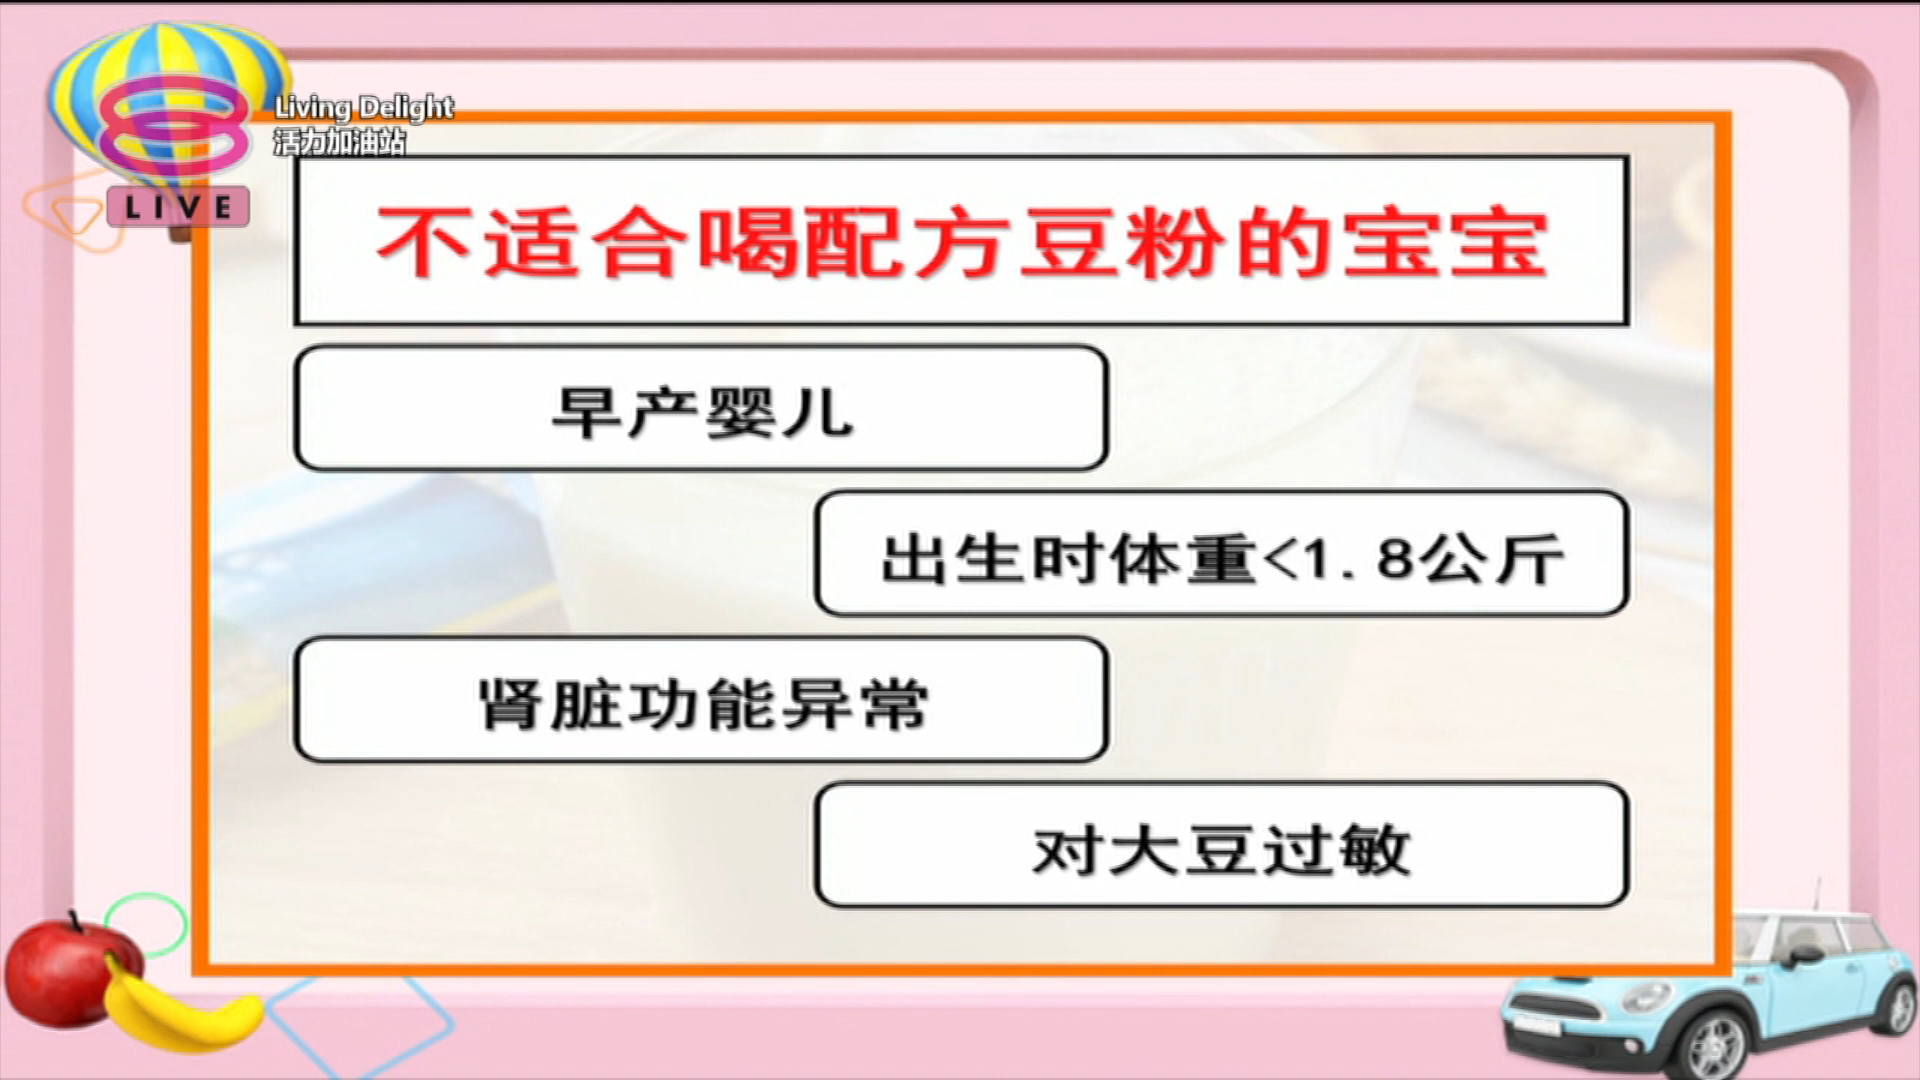 Living Delight
活力加油站
LIVE
不适合喝配方豆粉的宝宝
早产婴儿
出生时体重<1.8公斤
肾脏功能异常
对大豆过敏